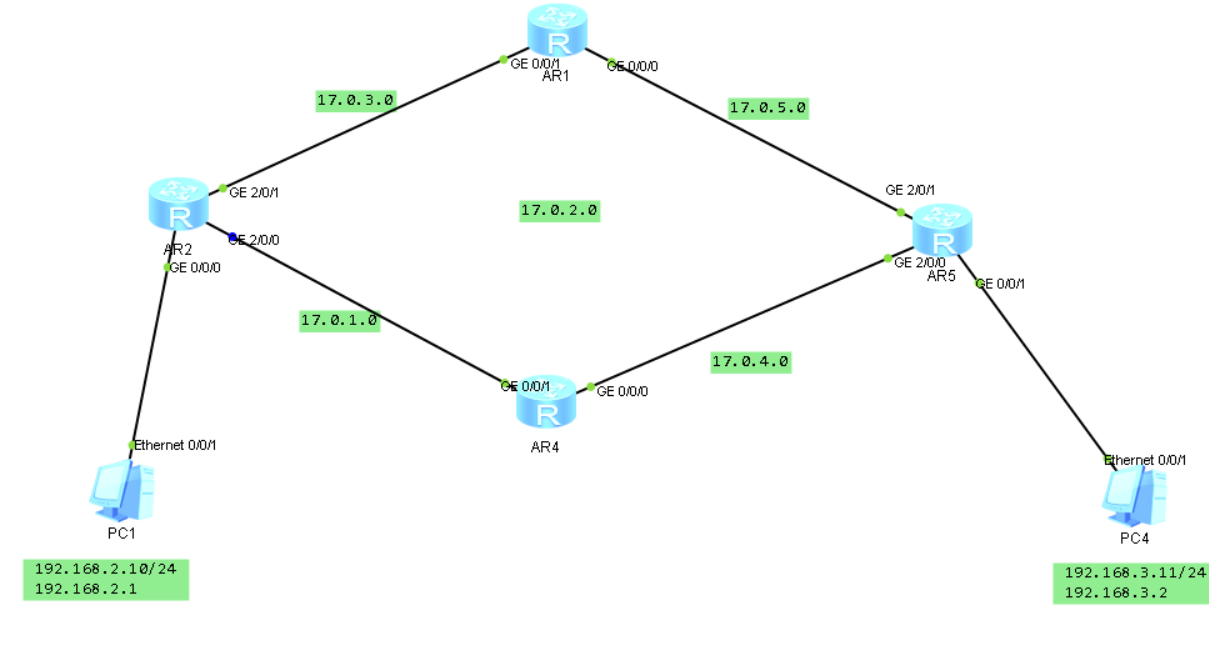 R
GE 0/0/1
GE 0/0/0
AR1
17.0.3.0
17.0.5.0
R
GE 2/0/1
GE 2/0/1
17.0.2.0
R
GE 2/0/0
AR2
GE 0/0/0
GE 2/0/0
AR5
GE 0/0/1
17.0.1.0
17.0.4.0
GE 0/0/1
GE 0/0/0
R
AR4
Ethernet 0/0/1
Ethernet 0/0/1
PC1
PC4
192.168.2.10/24
192.168.2.1
192.168.3.11/24
192.168.3.2